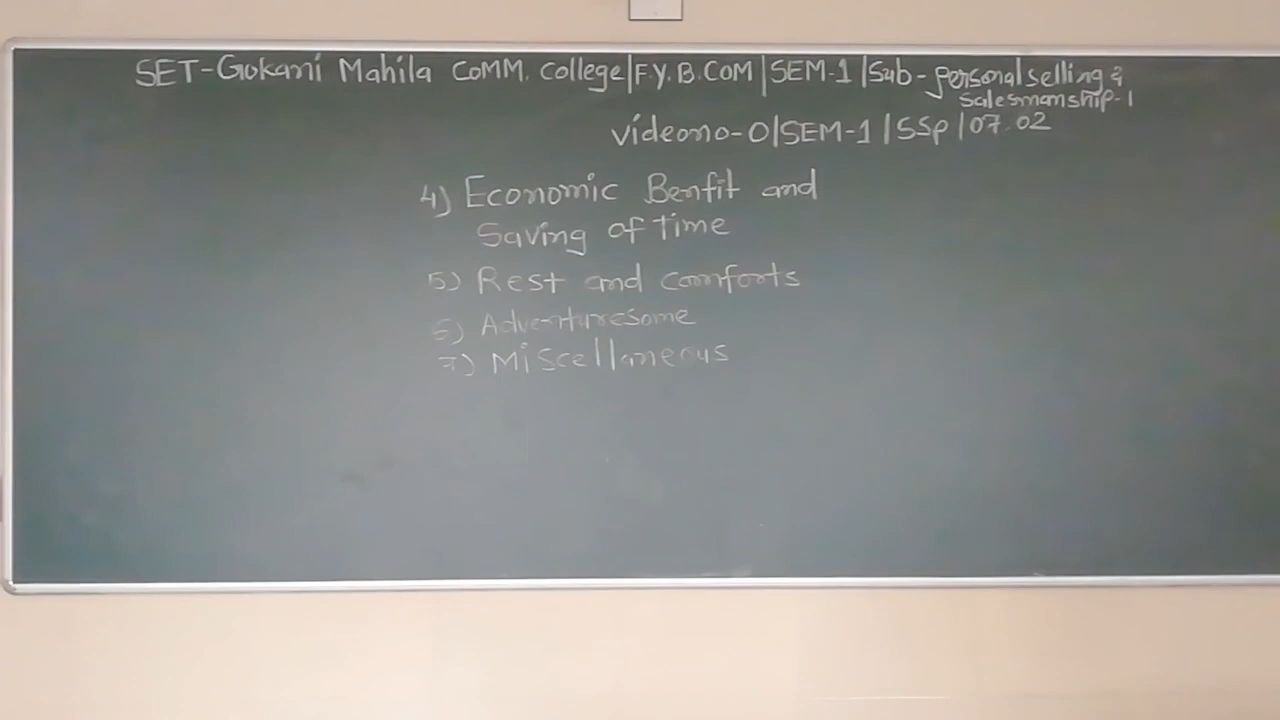 SET-Gokani Mahila COMM. College|F.Y.B.COM|SEM-1|Sub-personal selling &
Salesmanship-1
videono-0|SEM-1|SSP|07.02
4) Economic Benfit and
Saving of Time
5) Rest and comforts
6) Adventuresome
7) Miscellaneous